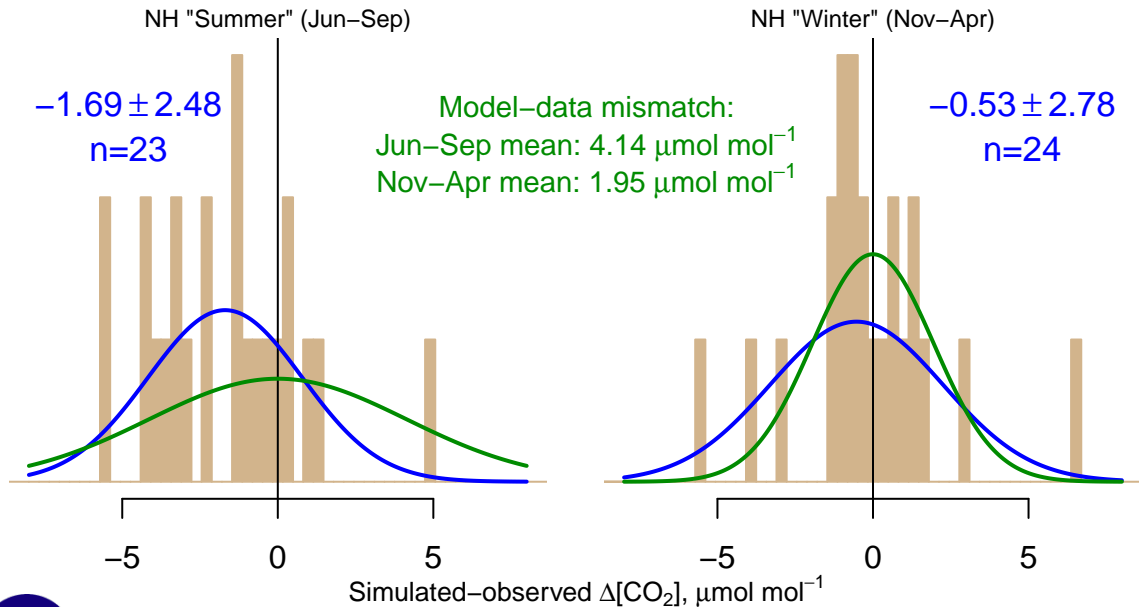 NH "Summer" (Jun−Sep)
−1.69 ± 2.48
n=23
Model−data mismatch:
Jun−Sep mean: 4.14 μmol mol⁻¹
Nov−Apr mean: 1.95 μmol mol⁻¹
NH "Winter" (Nov−Apr)
−0.53 ± 2.78
n=24
−5 0 5
−5 0 5
Simulated−observed Δ[CO₂], μmol mol⁻¹